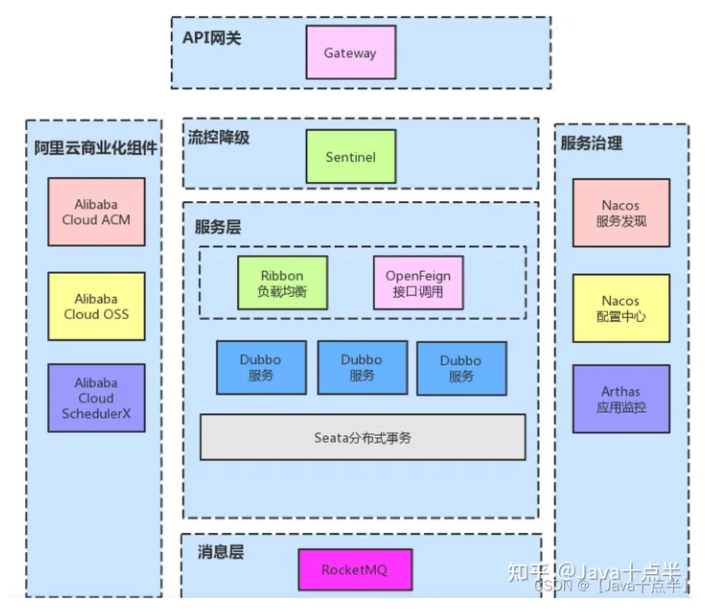 API网关
Gateway
阿里云商业化组件
Alibaba
Cloud ACM
Alibaba
Cloud OSS
Alibaba
Cloud
SchedulerX
流控降级
Sentinel
服务层
Ribbon
负载均衡
OpenFeign
接口调用
Dubbo
服务
Dubbo
服务
Dubbo
服务
Seata分布式事务
消息层
RocketMQ
服务治理
Nacos
服务发现
Nacos
配置中心
Arthas
应用监控
知乎 @Java十点半
CSDN @【Java十点半】